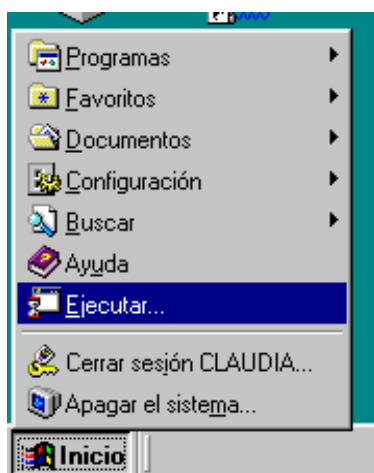 Programas
Favoritos
Documentos
Configuración
Buscar
Ayuda
Ejecutar...
Cerrar sesión CLAUDIA...
Apagar el sistema...
Inicio